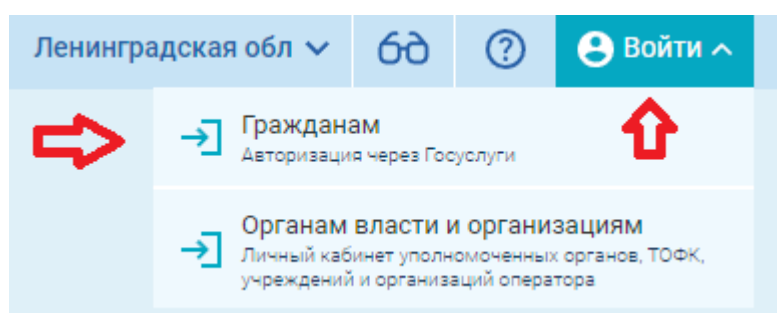 Ленинградская обл
Войти
Гражданам
Авторизация через Госуслуги
Органам власти и организациям
Личный кабинет уполномоченных органов, ТОФК,
учреждений и организаций оператора